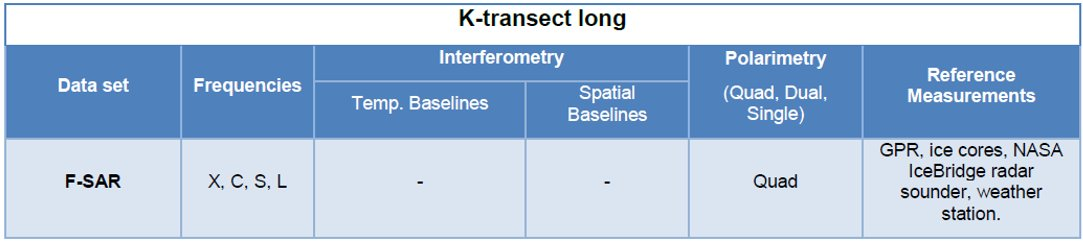 K-transect long
Data set
Frequencies
Interferometry
Temp. Baselines
Spatial
Baselines
Polarimetry
(Quad, Dual,
Single)
Reference
Measurements
F-SAR
X, C, S, L
-
-
Quad
GPR, ice cores, NASA
IceBridge radar
sounder, weather
station.